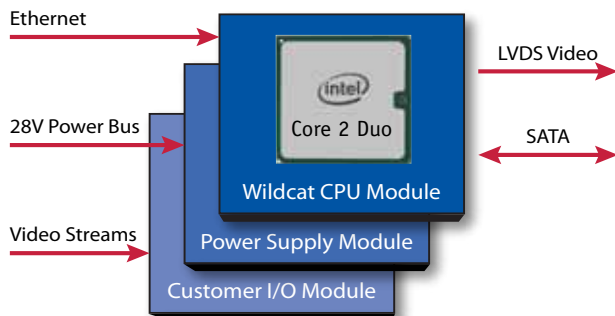 Ethernet
LVDS Video
intel
28V Power Bus
Core 2 Duo
SATA
Wildcat CPU Module
Video Streams
Power Supply Module
Customer I/O Module